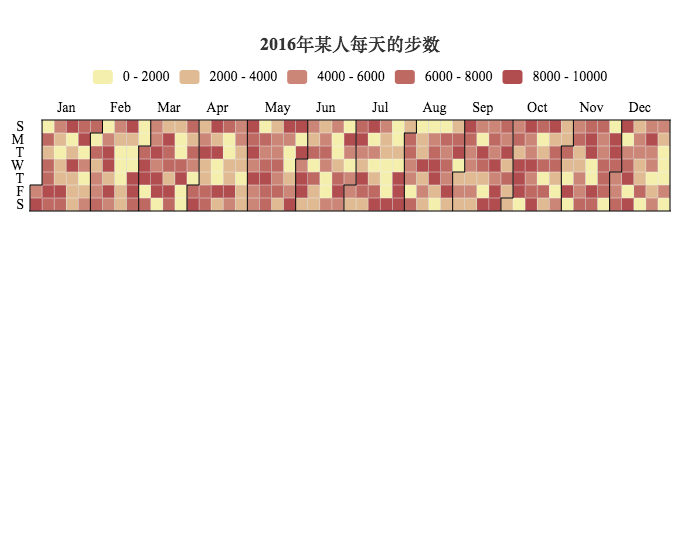 2016年某人每天的步数
0 - 2000 2000 - 4000 4000 - 6000 6000 - 8000 8000 - 10000
Jan Feb Mar Apr May Jun Jul Aug Sep Oct Nov Dec
S
M
T
W
T
F
S